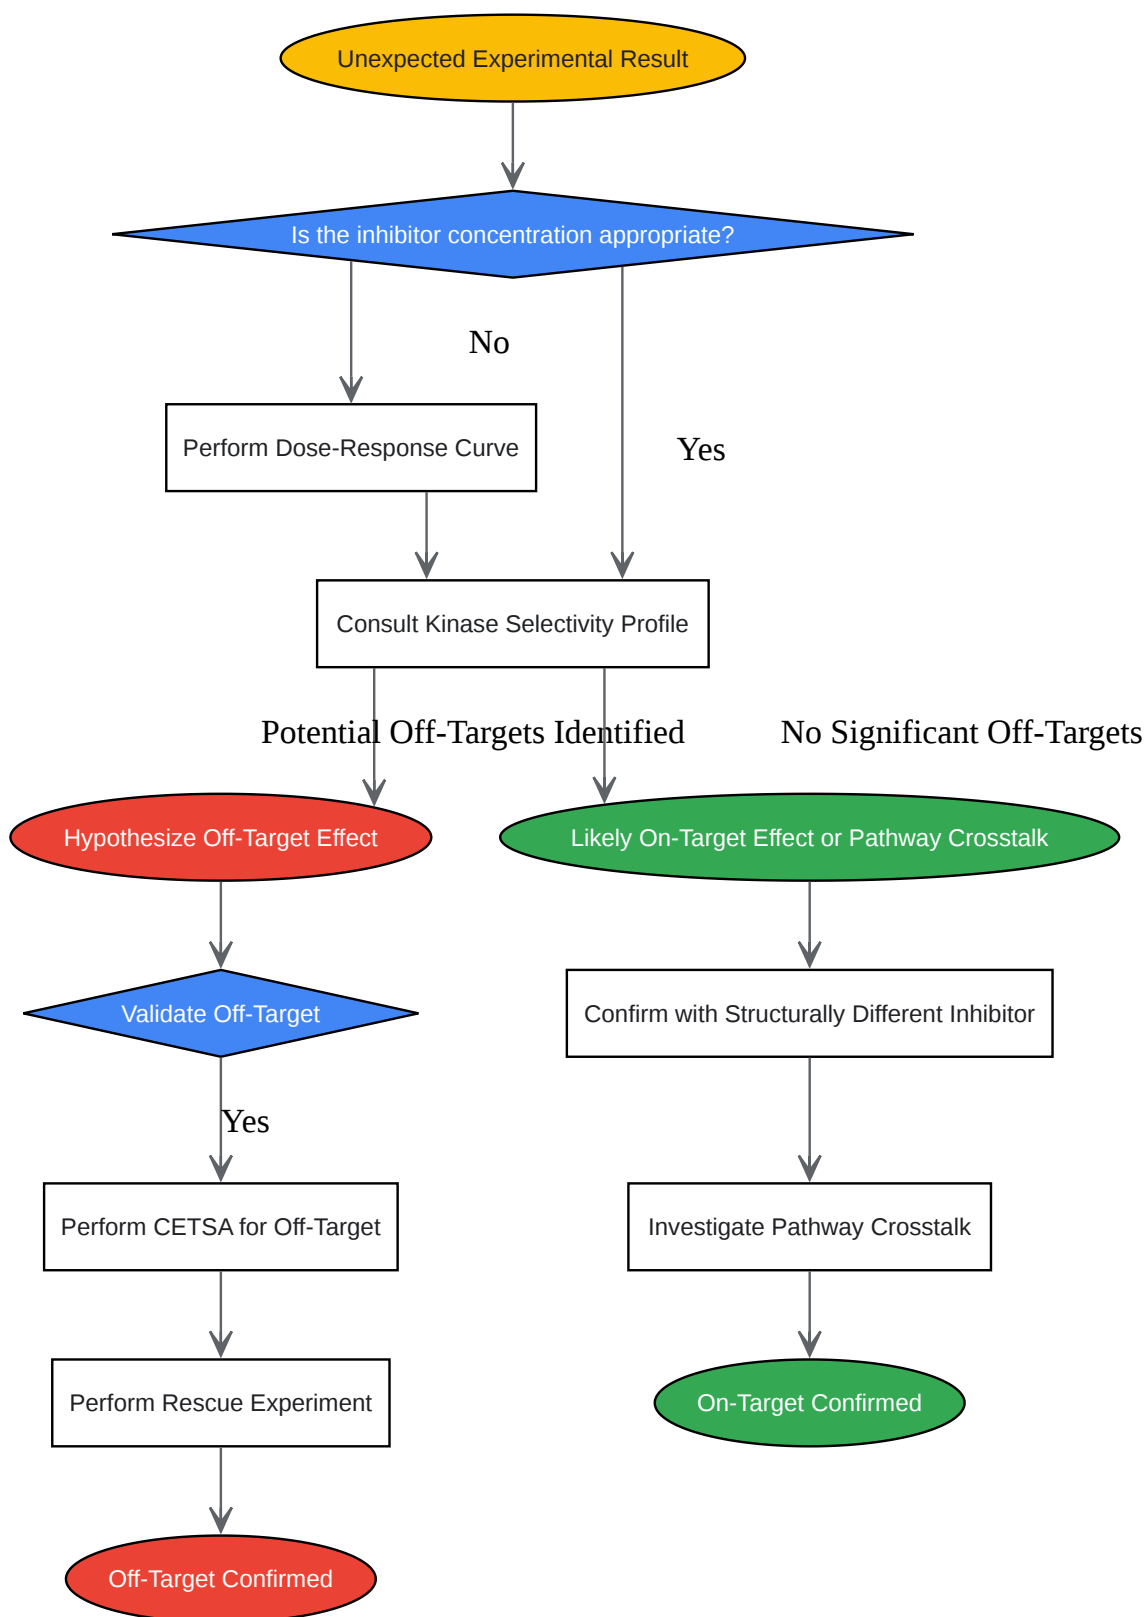 Unexpected Experimental Result
Is the inhibitor concentration appropriate?
No
Perform Dose-Response Curve
Yes
Consult Kinase Selectivity Profile
Potential Off-Targets Identified
No Significant Off-Targets
Hypothesize Off-Target Effect
Likely On-Target Effect or Pathway Crosstalk
Validate Off-Target
Confirm with Structurally Different Inhibitor
Yes
Perform CETSA for Off-Target
Investigate Pathway Crosstalk
Perform Rescue Experiment
On-Target Confirmed
Off-Target Confirmed